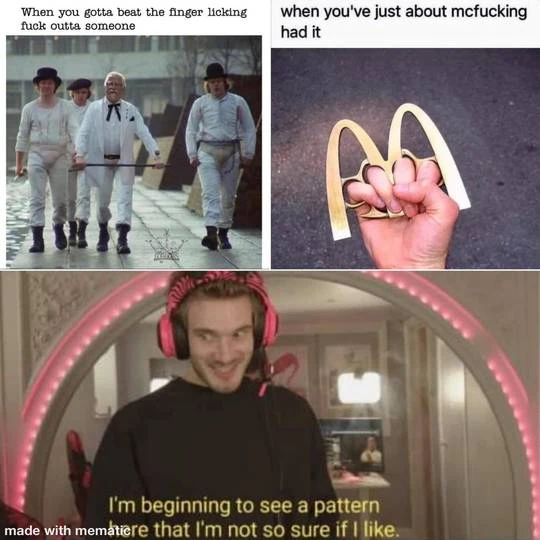 When you gotta beat the finger licking
fuck outta someone
when you've just about mcfucking
had it
I'm beginning to see a pattern
here that I'm not so sure if I like.
made with mematic